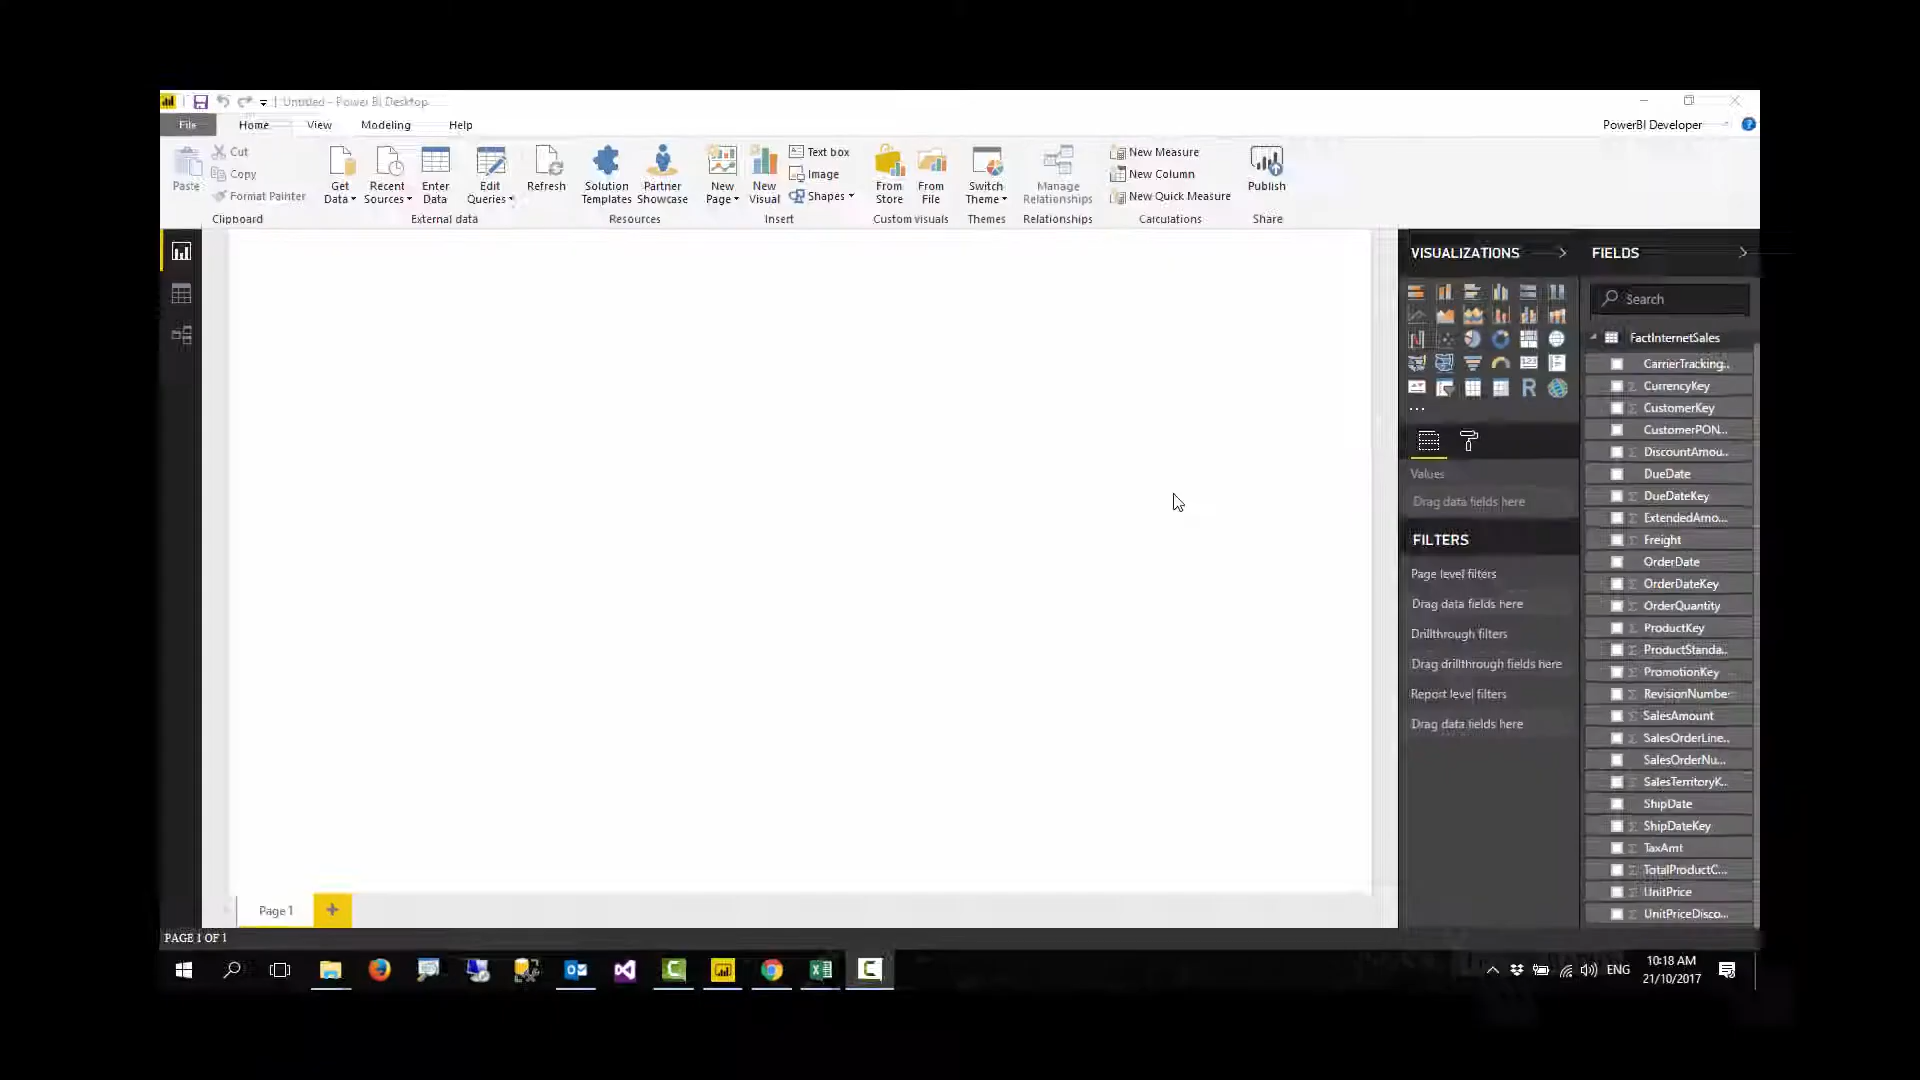 Untitled - Power BI Desktop
File Home View Modeling Help PowerBI Developer ?
Paste
Cut
Copy
Format Painter
Clipboard
Get Data
Recent Sources
Enter Data
Edit Queries
Refresh
External data
Solution Templates
Partner Showcase
Resources
New Page
New Visual
Text box
Image
Shapes
Insert
From Store
From File
Custom visuals
Switch Theme
Themes
Manage Relationships
Relationships
New Measure
New Column
New Quick Measure
Calculations
Publish
Share
VISUALIZATIONS
R
123
...
Values
Drag data fields here
FILTERS
Page level filters
Drag data fields here
Drillthrough filters
Drag drillthrough fields here
Report level filters
Drag data fields here
FIELDS
Search
FactInternetSales
CarrierTracking...
Σ CurrencyKey
Σ CustomerKey
CustomerPON...
Σ DiscountAmou...
DueDate
Σ DueDateKey
Σ ExtendedAmo...
Σ Freight
OrderDate
Σ OrderDateKey
Σ OrderQuantity
Σ ProductKey
Σ ProductStanda...
Σ PromotionKey
Σ RevisionNumbe
Σ SalesAmount
Σ SalesOrderLine...
SalesOrderNu...
Σ SalesTerritoryK...
ShipDate
Σ ShipDateKey
Σ TaxAmt
Σ TotalProductC...
Σ UnitPrice
Σ UnitPriceDisco...
Page 1 +
PAGE 1 OF 1
ENG
10:18 AM
21/10/2017